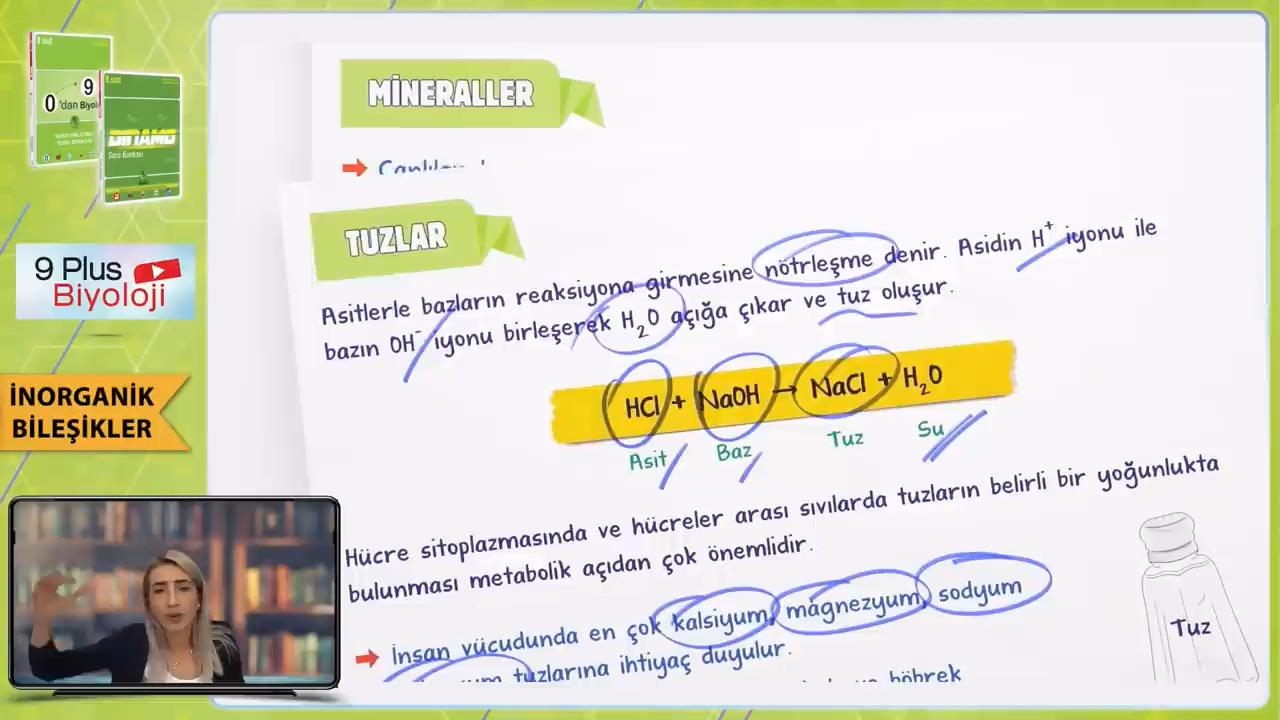 9
0 'dan Biyolo
DİNAMO
Soru Bankası
9 Plus
Biyoloji
İNORGANİK
BİLEŞİKLER
MİNERALLER
TUZLAR
Asitlerle bazların reaksiyona girmesine nötrleşme denir. Asidin H⁺ iyonu ile
bazın OH⁻ iyonu birleşerek H₂O açığa çıkar ve tuz oluşur.
HCl + NaOH → NaCl + H₂O
Asit Baz Tuz Su
Hücre sitoplazmasında ve hücreler arası sıvılarda tuzların belirli bir yoğunlukta
bulunması metabolik açıdan çok önemlidir.
İnsan vücudunda en çok kalsiyum, magnezyum, sodyum
tuzlarına ihtiyaç duyulur.
böbrek
Tuz